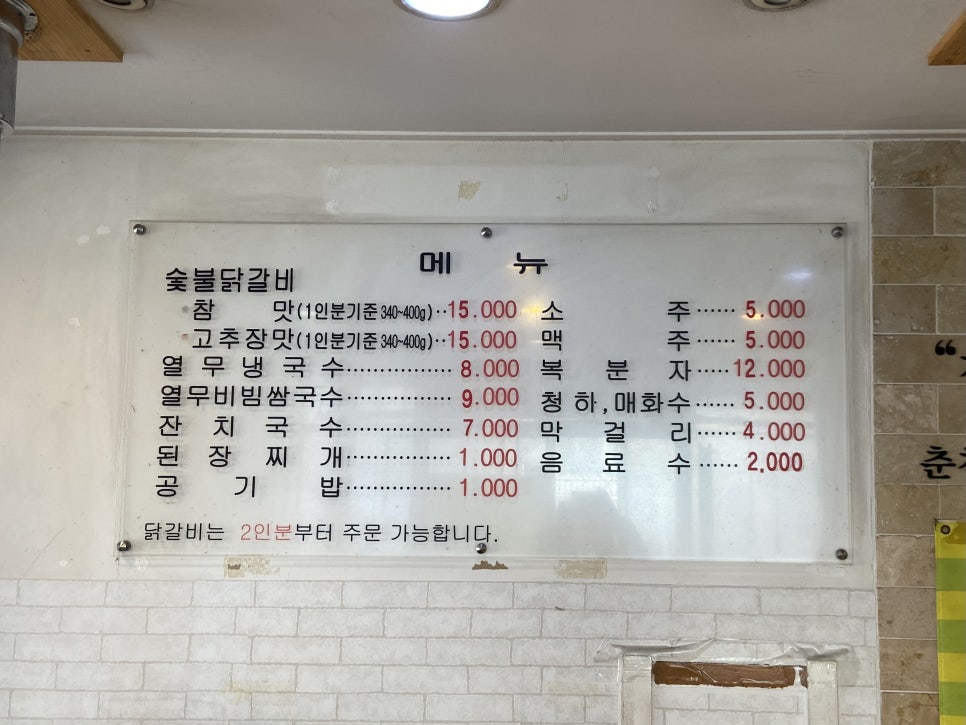 메 뉴
숯불닭갈비
참 맛(1인분기준 340~400g)··15.000
고추장맛(1인분기준 340~400g)··15.000
열 무 냉 국 수················8.000
열무비빔쌈국수················9.000
잔 치 국 수················7.000
된 장 찌 개················1.000
공 기 밥················1.000
소 주······5.000
맥 주······5.000
복 분 자·····12.000
청 하,매화수······5.000
막 걸 리······4.000
음 료 수······2,000
닭갈비는 2인분부터 주문 가능합니다.
“
춘